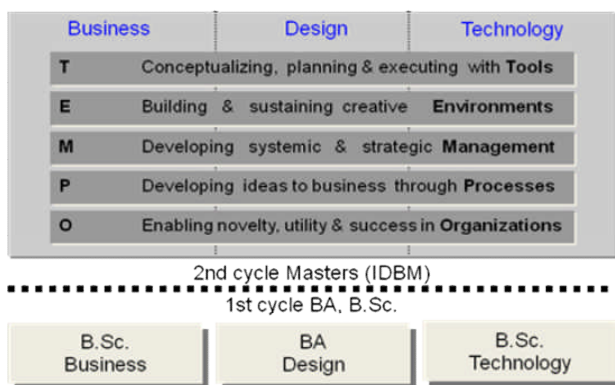 Business Design Technology
T Conceptualizing, planning & executing with Tools
E Building & sustaining creative Environments
M Developing systemic & strategic Management
P Developing ideas to business through Processes
O Enabling novelty, utility & success in Organizations
2nd cycle Masters (IDBM)
1st cycle BA, B.Sc.
B.Sc.
Business
BA
Design
B.Sc.
Technology